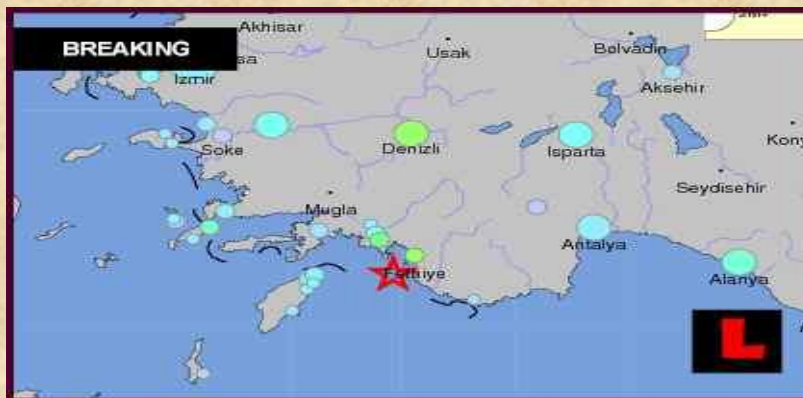 BREAKING
Akhisar
Usak
Bolvadin
Izmir
Aksehir
Soke
Denizli
Isparta
Seydisehir
Mugla
Antalya
Fethiye
Alanya
L